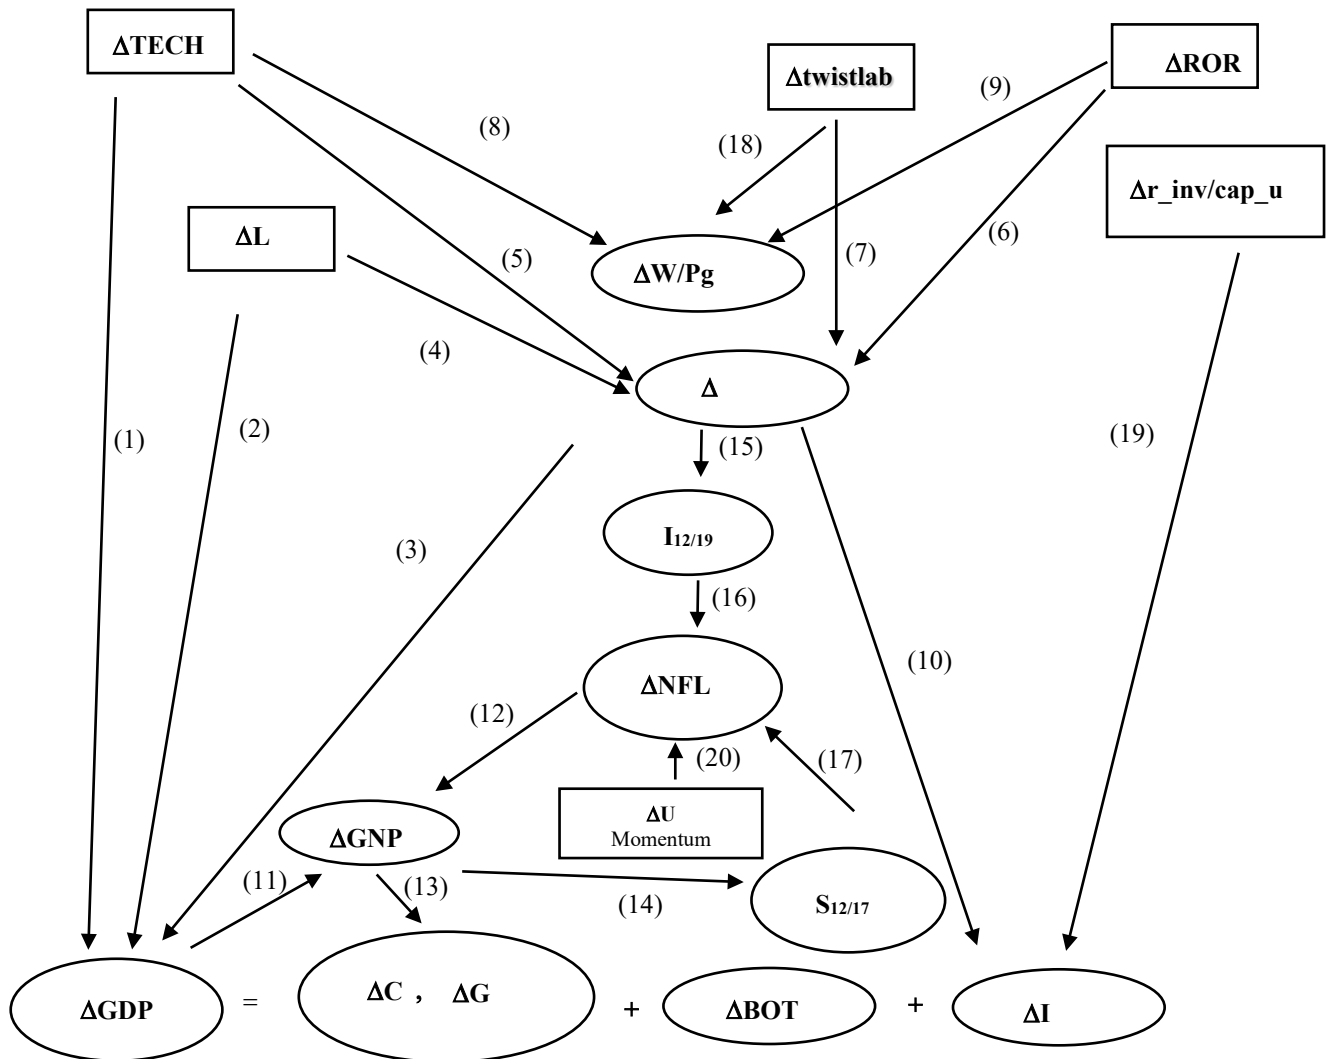 ΔTECH
Δtwistlab
ΔROR
(9)
(8)
(18)
Δr_inv/cap_u
ΔL
(6)
(7)
(5)
ΔW/Pg
(4)
Δ
(2)
(1)
(15)
(19)
I12/19
(3)
(16)
(10)
ΔNFL
(12)
(20)
(17)
ΔU
Momentum
ΔGNP
(11)
(13)
(14)
S12/17
ΔGDP
=
ΔC , ΔG
+
ΔBOT
+
ΔI